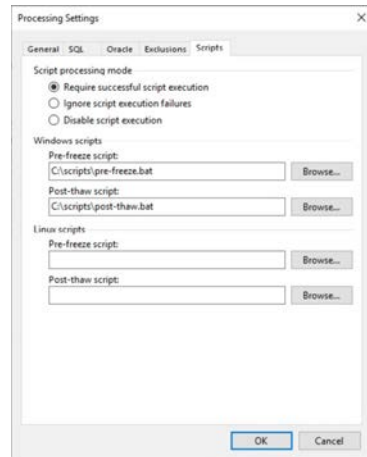 Processing Settings
General SQL Oracle Exclusions Scripts
Script processing mode
Require successful script execution
Ignore script execution failures
Disable script execution
Windows scripts
Pre-freeze script:
C:\scripts\pre-freeze.bat Browse...
Post-thaw script:
C:\scripts\post-thaw.bat Browse...
Linux scripts
Pre-freeze script:
Browse...
Post-thaw script:
Browse...
OK Cancel